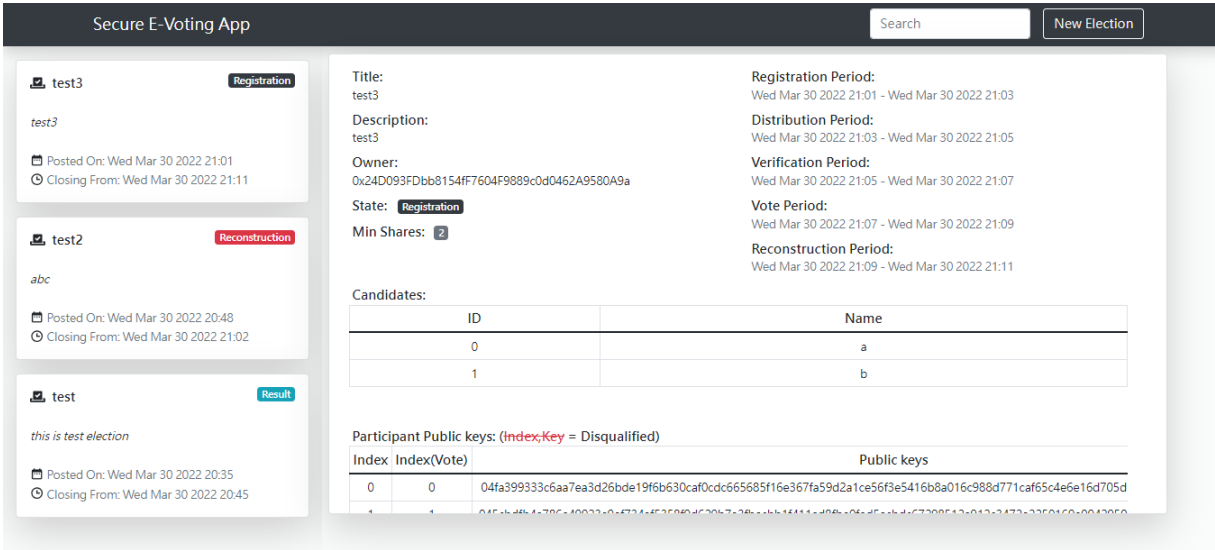 Secure E-Voting App
Search
New Election
test3
Registration
test3
Posted On: Wed Mar 30 2022 21:01
Closing From: Wed Mar 30 2022 21:11
test2
Reconstruction
abc
Posted On: Wed Mar 30 2022 20:48
Closing From: Wed Mar 30 2022 21:02
test
Result
this is test election
Posted On: Wed Mar 30 2022 20:35
Closing From: Wed Mar 30 2022 20:45
Title:
test3
Description:
test3
Owner:
0x24D093FDbb8154fF7604F9889c0d0462A9580A9a
State: Registration
Min Shares: 2
Registration Period:
Wed Mar 30 2022 21:01 - Wed Mar 30 2022 21:03
Distribution Period:
Wed Mar 30 2022 21:03 - Wed Mar 30 2022 21:05
Verification Period:
Wed Mar 30 2022 21:05 - Wed Mar 30 2022 21:07
Vote Period:
Wed Mar 30 2022 21:07 - Wed Mar 30 2022 21:09
Reconstruction Period:
Wed Mar 30 2022 21:09 - Wed Mar 30 2022 21:11
Candidates:
ID Name
0 a
1 b
Participant Public keys: (Index,Key = Disqualified)
Index Index(Vote) Public keys
0 0 04fa399333c6aa7ea3d26bde19f6b630caf0cdc665685f16e367fa59d2a1ce56f3e5416b8a016c988d771caf65c4e6e16d705d